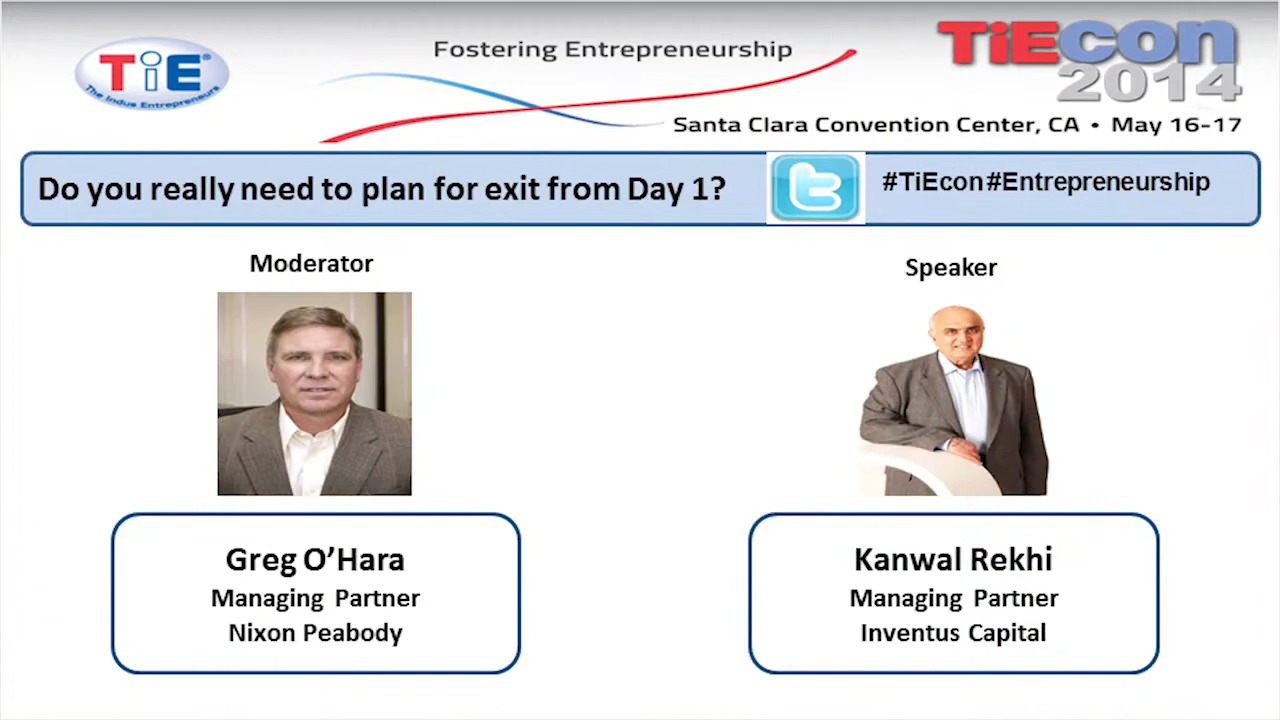 TiE®
The Indus Entrepreneurs
Fostering Entrepreneurship
TiEcon
2014
Santa Clara Convention Center, CA • May 16-17
Do you really need to plan for exit from Day 1?
#TiEcon #Entrepreneurship
Moderator
Speaker
Greg O’Hara
Managing Partner
Nixon Peabody
Kanwal Rekhi
Managing Partner
Inventus Capital